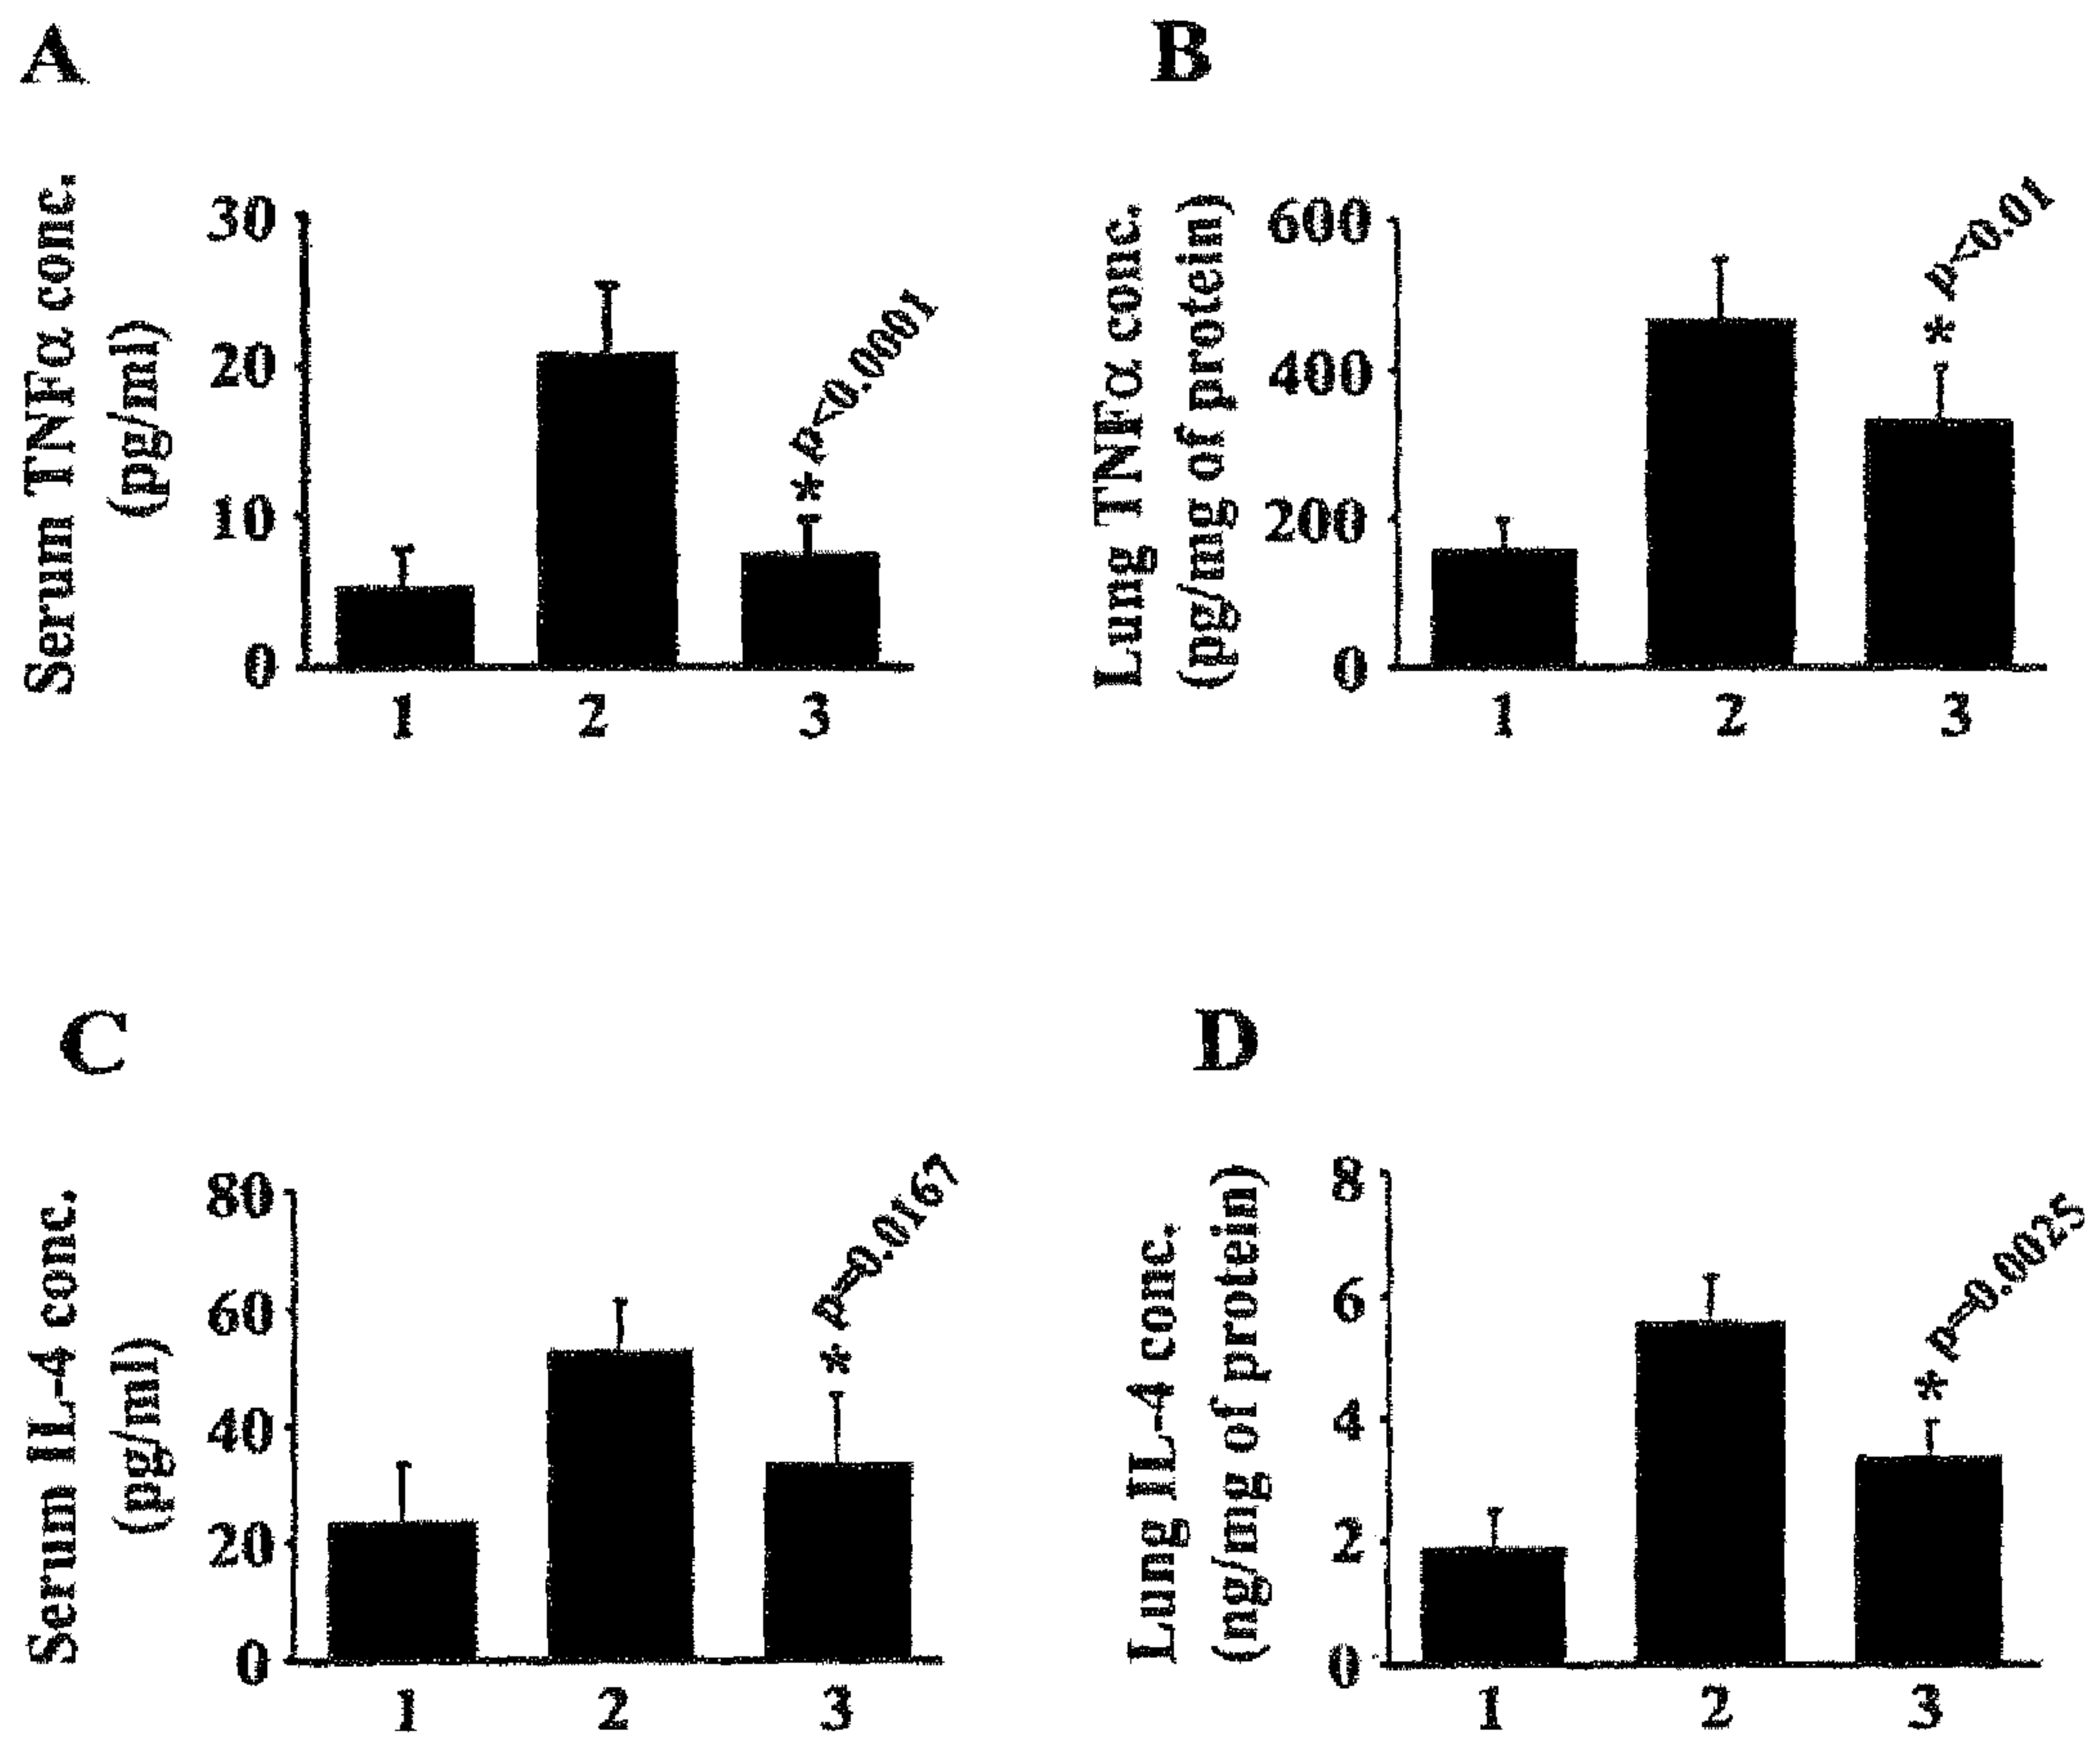 A
Serum TNFα conc.
(pg/ml)
30
20
10
0
* p<0.0001
1 2 3
B
Lung TNFα conc.
(pg/mg of protein)
600
400
200
0
* p<0.01
1 2 3
C
Serum IL-4 conc.
(pg/ml)
80
60
40
20
0
* p=0.0167
1 2 3
D
Lung IL-4 conc.
(ng/mg of protein)
8
6
4
2
0
* p=0.0025
1 2 3